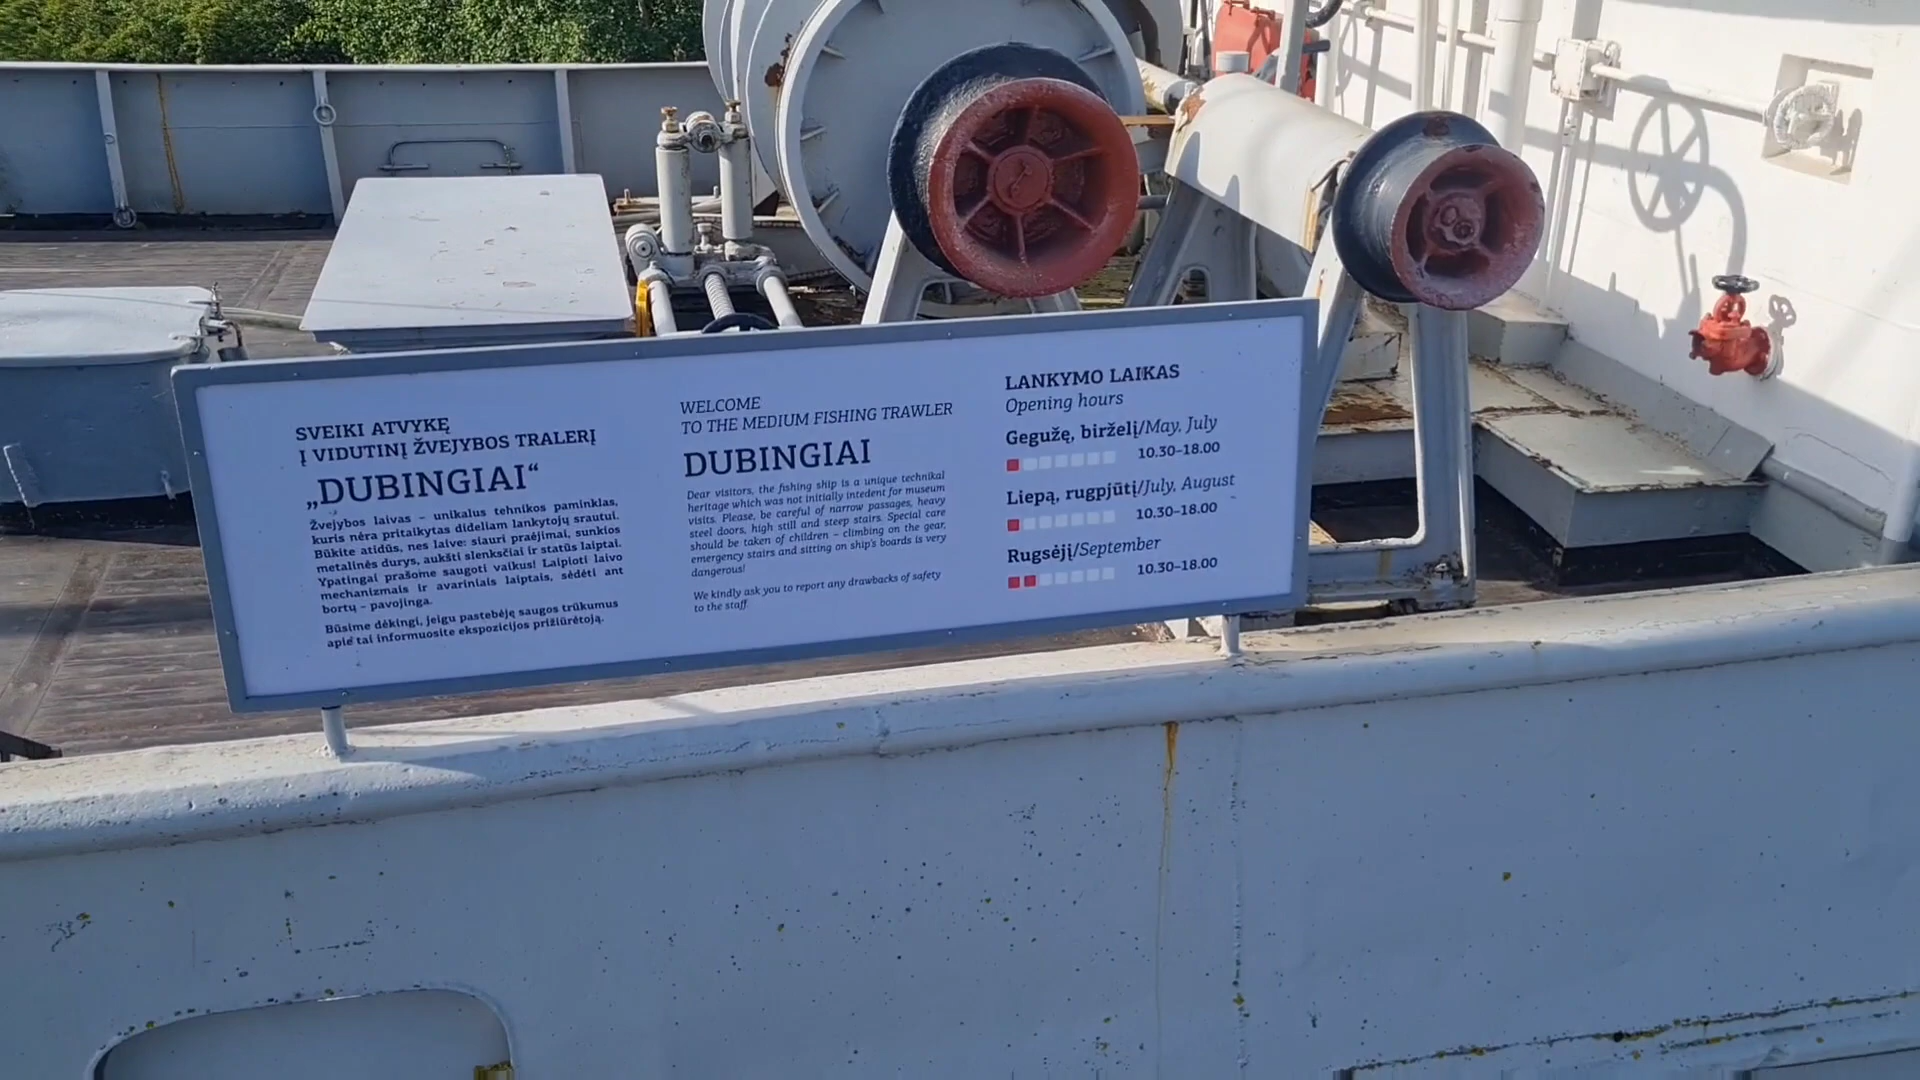 SVEIKI ATVYKĘ
Į VIDUTINĮ ŽVEJYBOS TRALERĮ
„DUBINGIAI“
Žvejybos laivas – unikalus tehnikos paminklas,
kuris nėra pritaikytas dideliam lankytojų srautui.
Būkite atidūs, nes laive: siauri praėjimai, sunkios
metalinės durys, aukšti slenksčiai ir statūs laiptai.
Ypatingai prašome saugoti vaikus! Laipioti laivo
mechanizmais ir avariniais laiptais, sėdėti ant
bortų – pavojinga.
Būsime dėkingi, jeigu pastebėję saugos trūkumus
apie tai informuosite ekspozicijos prižiūrėtoją.
WELCOME
TO THE MEDIUM FISHING TRAWLER
DUBINGIAI
Dear visitors, the fishing ship is a unique technikal
heritage which was not initially intedent for museum
visits. Please, be careful of narrow passages, heavy
steel doors, high still and steep stairs. Special care
should be taken of children – climbing on the gear,
emergency stairs and sitting on ship's boards is very
dangerous!
We kindly ask you to report any drawbacks of safety
to the staff.
LANKYMO LAIKAS
Opening hours
Gegužę, birželį/May, July
10.30–18.00
Liepą, rugpjūtį/July, August
10.30–18.00
Rugsėjį/September
10.30–18.00